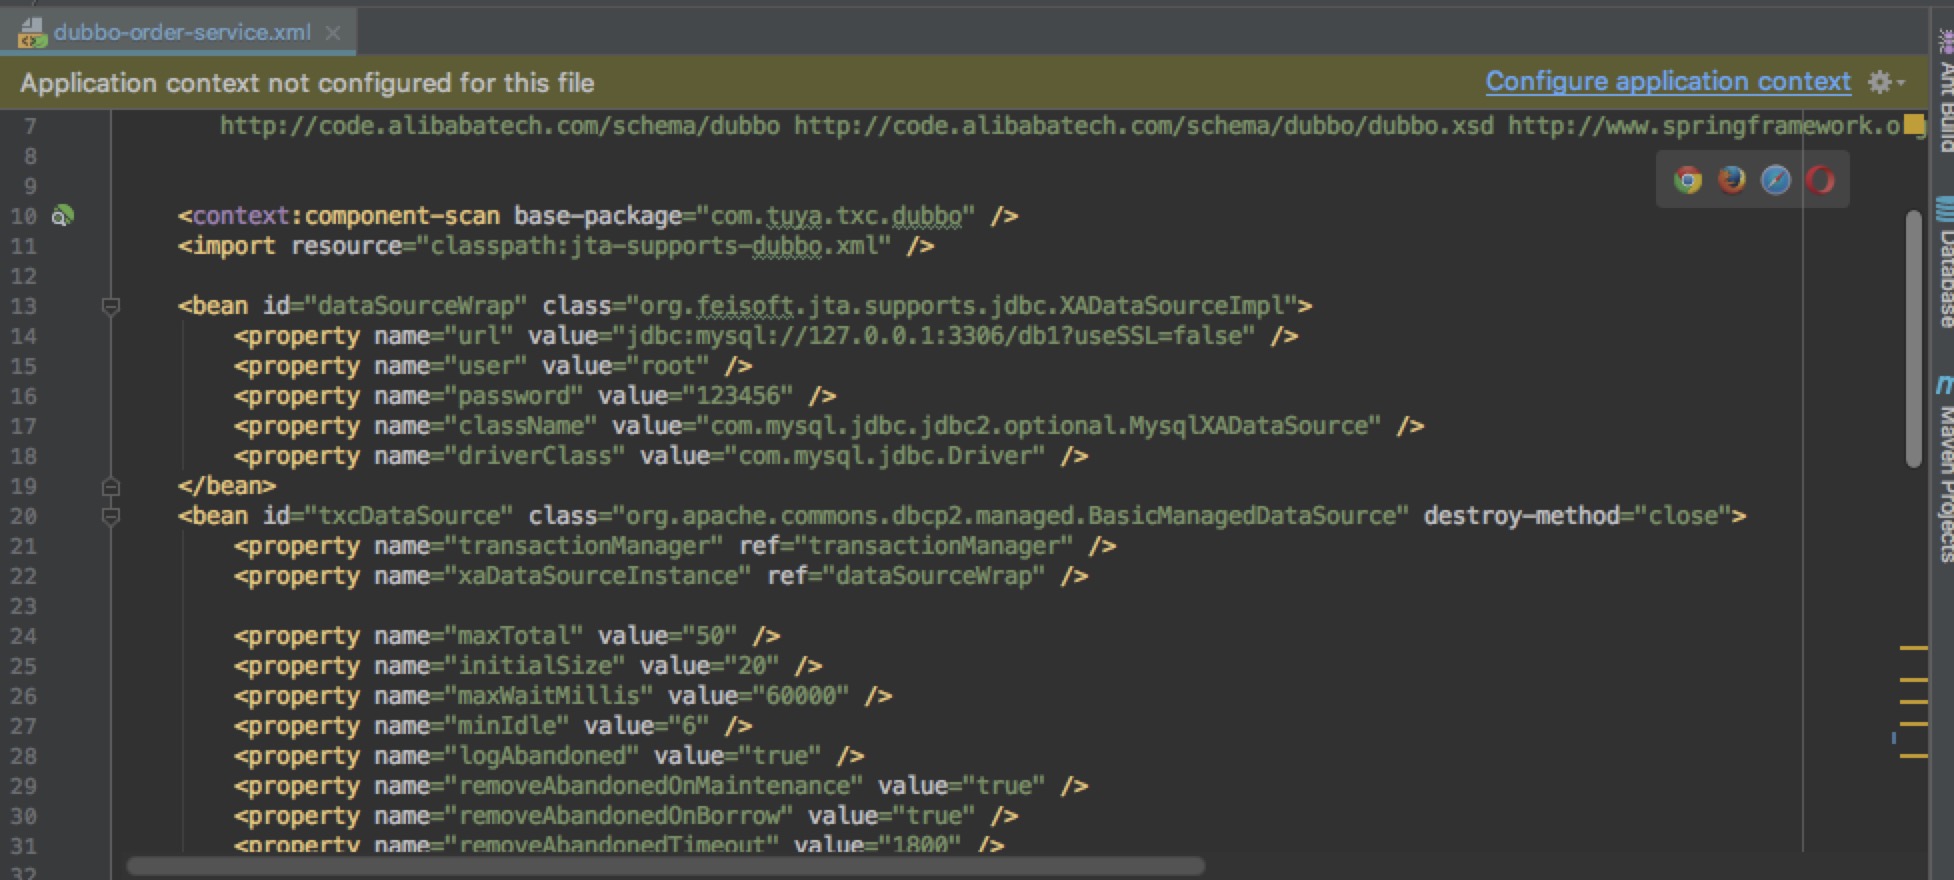 dubbo-order-service.xml
Application context not configured for this file
Configure application context
7 http://code.alibabatech.com/schema/dubbo http://code.alibabatech.com/schema/dubbo/dubbo.xsd http://www.springframework.org
8
9
10 <context:component-scan base-package="com.tuya.txc.dubbo" />
11 <import resource="classpath:jta-supports-dubbo.xml" />
12
13 <bean id="dataSourceWrap" class="org.feisoft.jta.supports.jdbc.XADataSourceImpl">
14 <property name="url" value="jdbc:mysql://127.0.0.1:3306/db1?useSSL=false" />
15 <property name="user" value="root" />
16 <property name="password" value="123456" />
17 <property name="className" value="com.mysql.jdbc.jdbc2.optional.MysqlXADataSource" />
18 <property name="driverClass" value="com.mysql.jdbc.Driver" />
19 </bean>
20 <bean id="txcDataSource" class="org.apache.commons.dbcp2.managed.BasicManagedDataSource" destroy-method="close">
21 <property name="transactionManager" ref="transactionManager" />
22 <property name="xaDataSourceInstance" ref="dataSourceWrap" />
23
24 <property name="maxTotal" value="50" />
25 <property name="initialSize" value="20" />
26 <property name="maxWaitMillis" value="60000" />
27 <property name="minIdle" value="6" />
28 <property name="logAbandoned" value="true" />
29 <property name="removeAbandonedOnMaintenance" value="true" />
30 <property name="removeAbandonedOnBorrow" value="true" />
31 <property name="removeAbandonedTimeout" value="1800" />
32
Ant Build
Database
Maven Projects